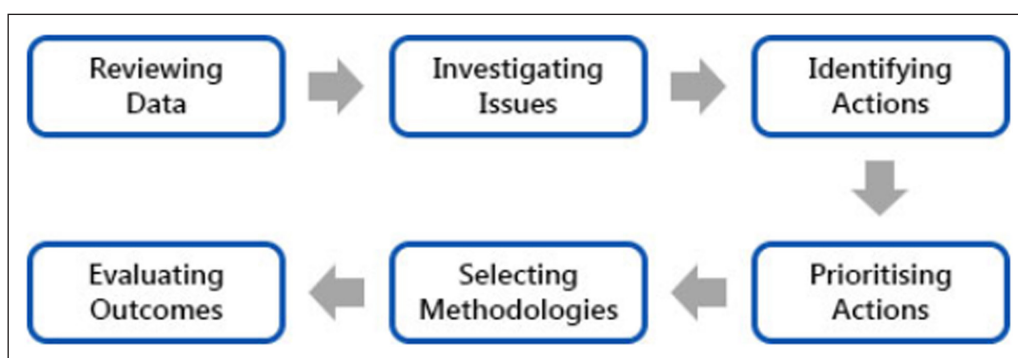 Reviewing
Data
Investigating
Issues
Identifying
Actions
Prioritising
Actions
Selecting
Methodologies
Evaluating
Outcomes